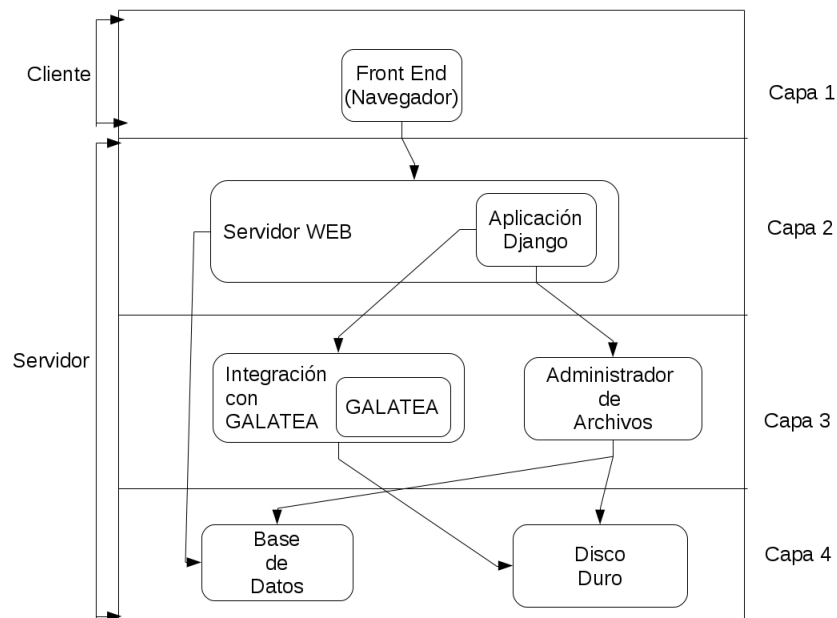 Cliente
Front End
(Navegador)
Capa 1
Servidor WEB
Aplicación
Django
Capa 2
Servidor
Integración
con
GALATEA
GALATEA
Administrador
de
Archivos
Capa 3
Base
de
Datos
Disco
Duro
Capa 4